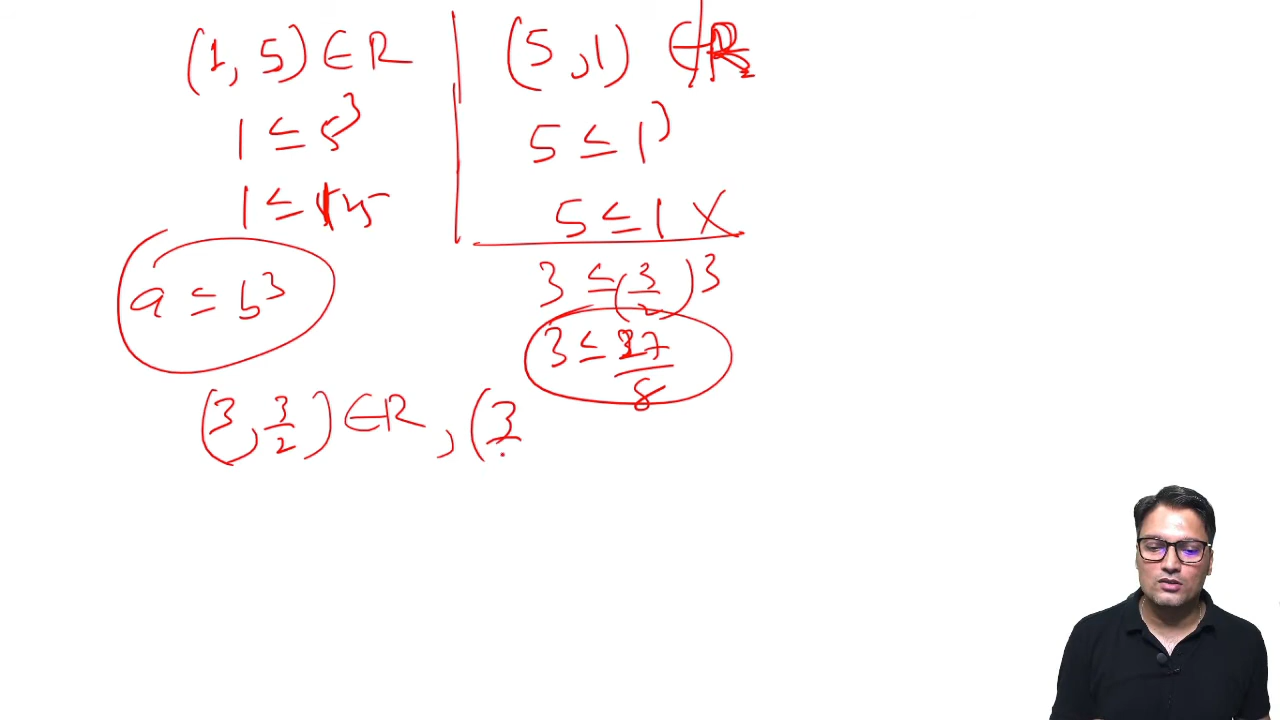 (1, 5) ∈ R
1 ≤ 5³
1 ≤ 125
a ≤ b³
(5, 1) ∉ R
5 ≤ 1³
5 ≤ 1 X
3 ≤ (3/2)³
3 ≤ 27/8
(3, 3/2) ∈ R, (3